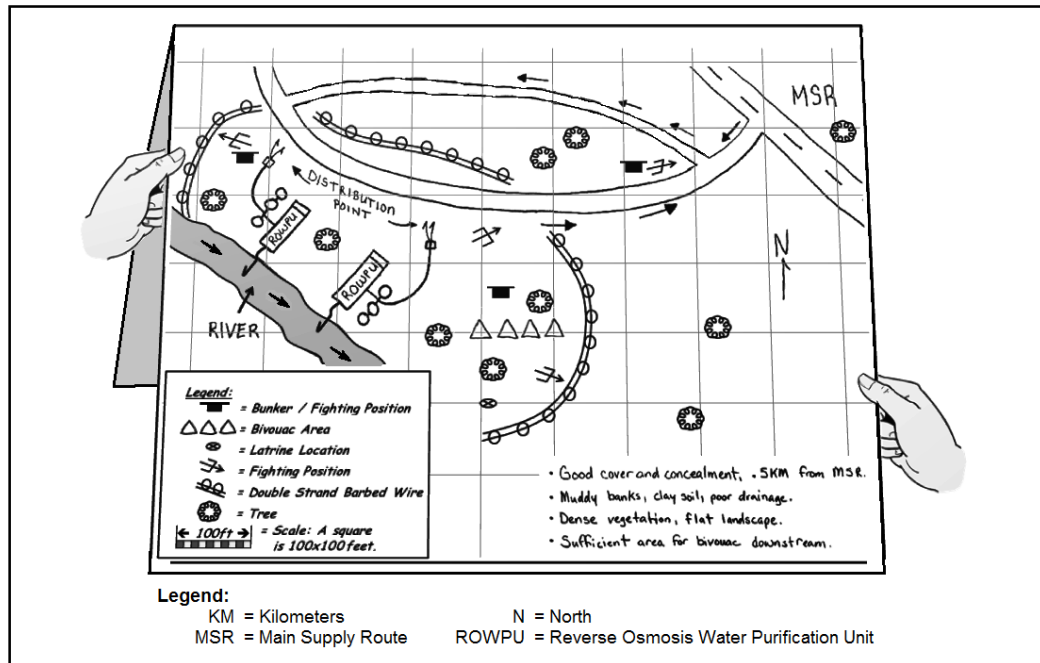 MSR
DISTRIBUTION
POINT
ROWPU
ROWPU
N
RIVER
Legend:
= Bunker / Fighting Position
= Bivouac Area
= Latrine Location
= Fighting Position
= Double Strand Barbed Wire
= Tree
100ft = Scale: A square
is 100x100 feet.
• Good cover and concealment, .5KM from MSR.
• Muddy banks, clay soil, poor drainage.
• Dense vegetation, flat landscape.
• Sufficient area for bivouac downstream.
Legend:
KM = Kilometers N = North
MSR = Main Supply Route ROWPU = Reverse Osmosis Water Purification Unit